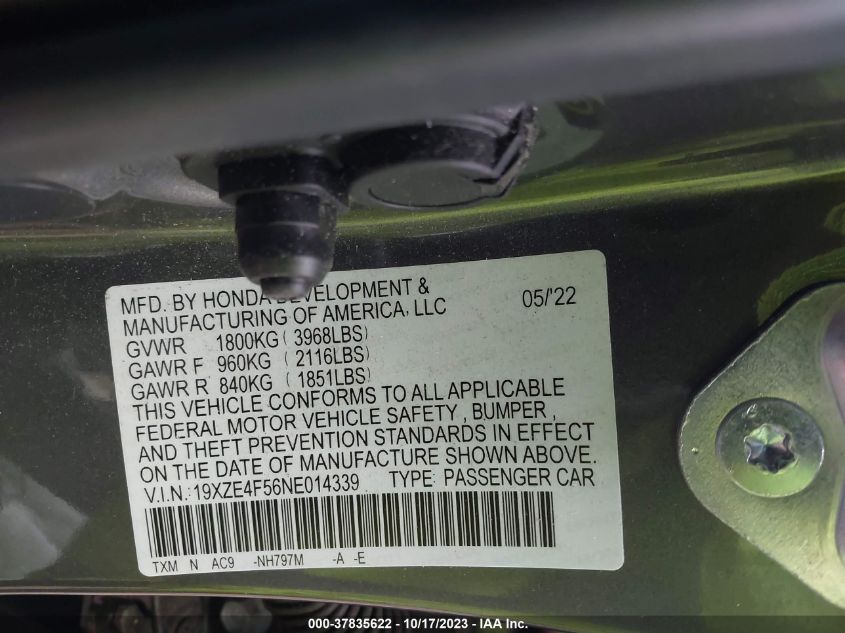 MFD. BY HONDA DEVELOPMENT &
MANUFACTURING OF AMERICA, LLC 05/'22
GVWR 1800KG ( 3968LBS)
GAWR F 960KG ( 2116LBS)
GAWR R 840KG ( 1851LBS)
THIS VEHICLE CONFORMS TO ALL APPLICABLE
FEDERAL MOTOR VEHICLE SAFETY , BUMPER ,
AND THEFT PREVENTION STANDARDS IN EFFECT
ON THE DATE OF MANUFACTURE SHOWN ABOVE.
V.I.N.:19XZE4F56NE014339 TYPE: PASSENGER CAR
TXM N AC9 -NH797M -A -E
000-37835622 - 10/17/2023 - IAA Inc.